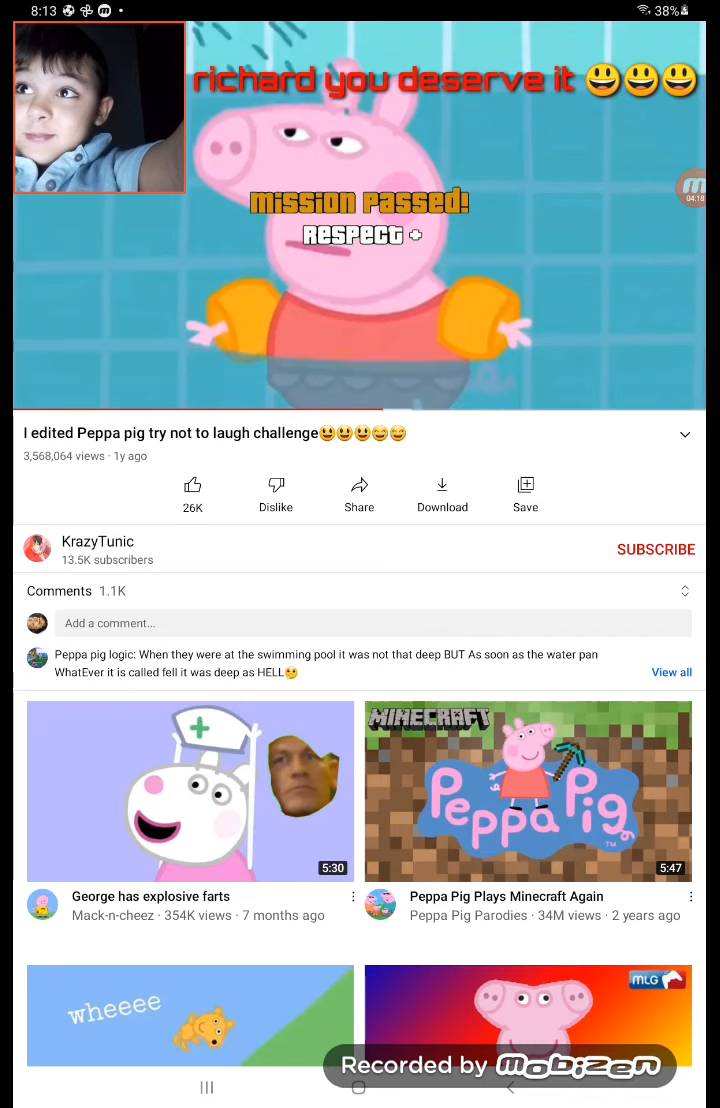 8:13
38%
richard you deserve it 😃😃😃
mission passed!
Respect +
04:18
I edited Peppa pig try not to laugh challenge😃😃😃😄😄
3,568,064 views · 1y ago
26K
Dislike
Share
Download
Save
KrazyTunic
13.5K subscribers
SUBSCRIBE
Comments 1.1K
Add a comment...
Peppa pig logic: When they were at the swimming pool it was not that deep BUT As soon as the water pan
WhatEver it is called fell it was deep as HELL🤔
View all
5:30
George has explosive farts
Mack-n-cheez · 354K views · 7 months ago
MINECRAFT
Peppa Pig
TM
5:47
Peppa Pig Plays Minecraft Again
Peppa Pig Parodies · 34M views · 2 years ago
wheeee
MLG
Recorded by mobizen